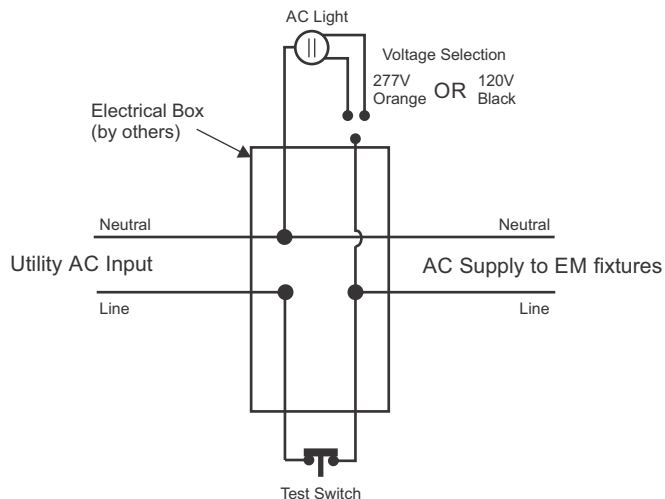 AC Light
Voltage Selection
277V
Orange
OR
120V
Black
Electrical Box
(by others)
Neutral
Neutral
Utility AC Input
AC Supply to EM fixtures
Line
Line
Test Switch